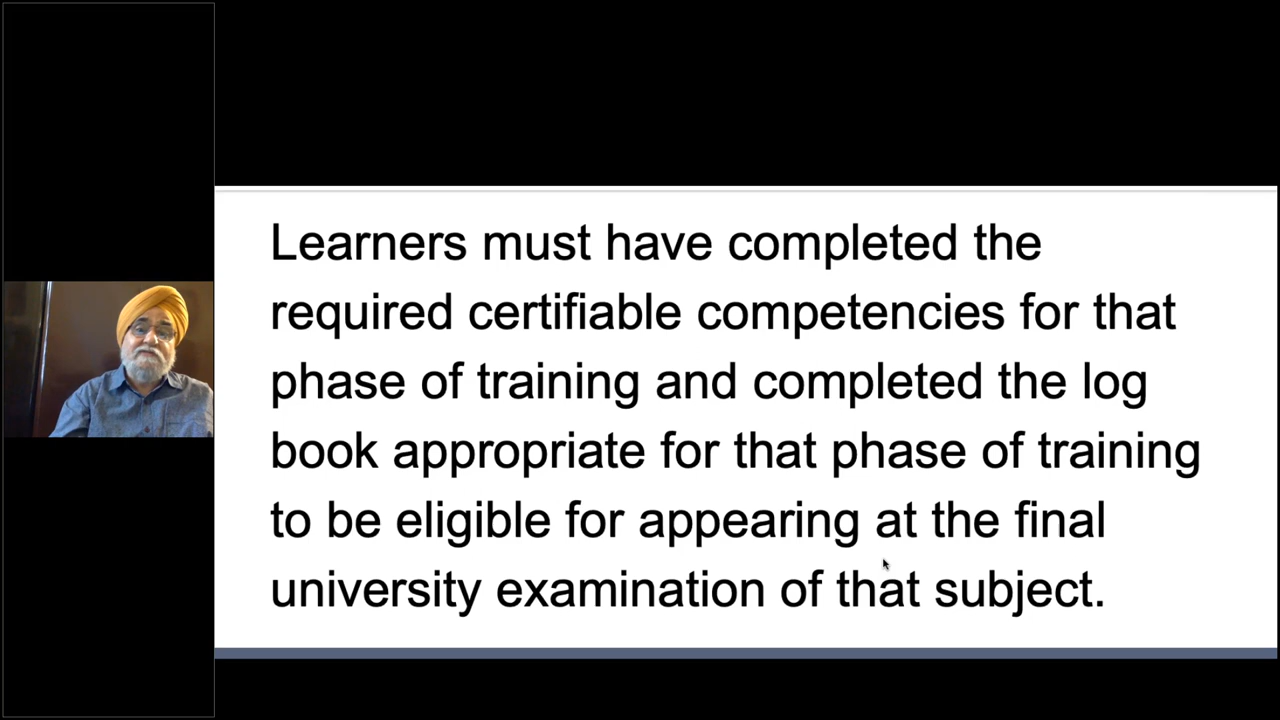 Learners must have completed the
required certifiable competencies for that
phase of training and completed the log
book appropriate for that phase of training
to be eligible for appearing at the final
university examination of that subject.